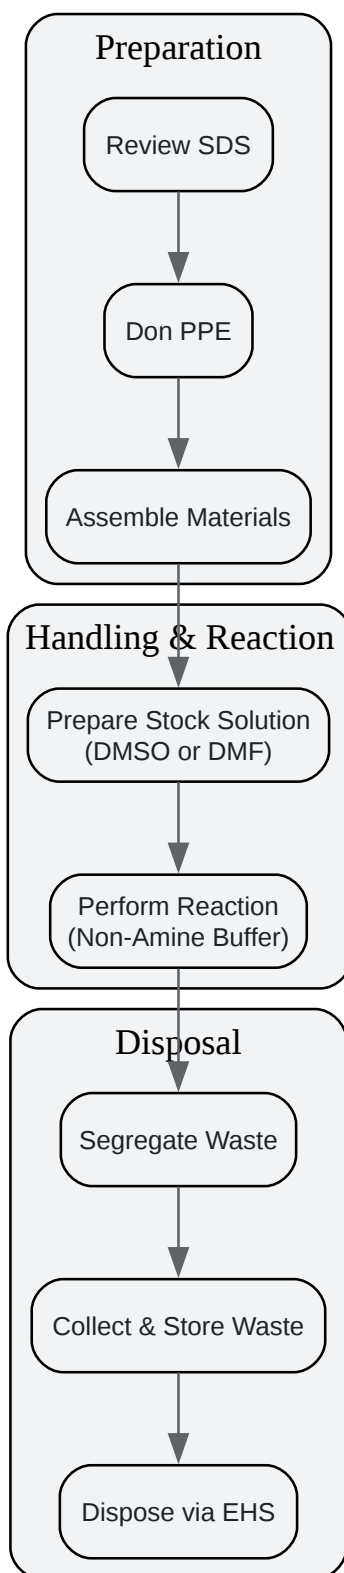 Preparation
Review SDS
Don PPE
Assemble Materials
Handling & Reaction
Prepare Stock Solution
(DMSO or DMF)
Perform Reaction
(Non-Amine Buffer)
Disposal
Segregate Waste
Collect & Store Waste
Dispose via EHS